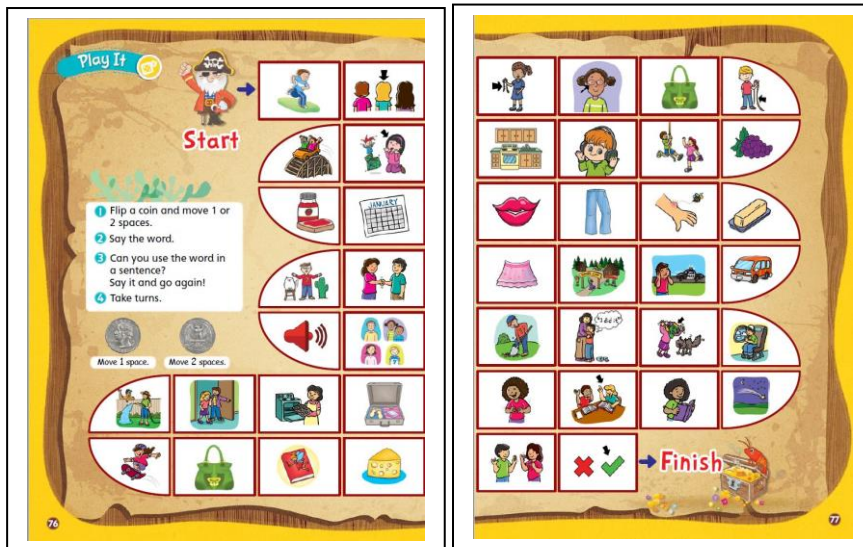 Play It
Start
1 Flip a coin and move 1 or
2 spaces.
2 Say the word.
3 Can you use the word in
a sentence?
Say it and go again!
4 Take turns.
Move 1 space.
Move 2 spaces.
JANUARY
76
"I did it"
Finish
77